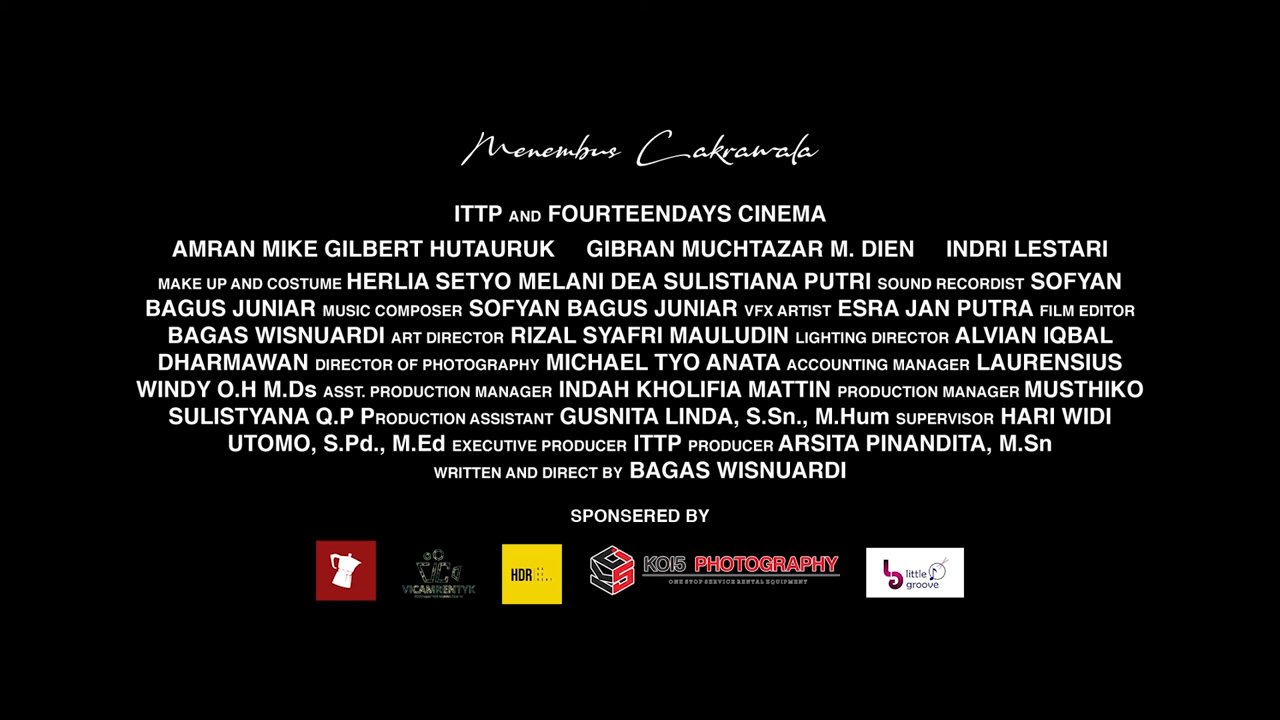 Menembus Cakrawala
ITTP AND FOURTEENDAYS CINEMA
AMRAN MIKE GILBERT HUTAURUK GIBRAN MUCHTAZAR M. DIEN INDRI LESTARI
MAKE UP AND COSTUME HERLIA SETYO MELANI DEA SULISTIANA PUTRI SOUND RECORDIST SOFYAN
BAGUS JUNIAR MUSIC COMPOSER SOFYAN BAGUS JUNIAR VFX ARTIST ESRA JAN PUTRA FILM EDITOR
BAGAS WISNUARDI ART DIRECTOR RIZAL SYAFRI MAULUDIN LIGHTING DIRECTOR ALVIAN IQBAL
DHARMAWAN DIRECTOR OF PHOTOGRAPHY MICHAEL TYO ANATA ACCOUNTING MANAGER LAURENSIUS
WINDY O.H M.Ds ASST. PRODUCTION MANAGER INDAH KHOLIFIA MATTIN PRODUCTION MANAGER MUSTHIKO
SULISTYANA Q.P PRODUCTION ASSISTANT GUSNITA LINDA, S.Sn., M.Hum SUPERVISOR HARI WIDI
UTOMO, S.Pd., M.Ed EXECUTIVE PRODUCER ITTP PRODUCER ARSITA PINANDITA, M.Sn
WRITTEN AND DIRECT BY BAGAS WISNUARDI
SPONSERED BY
VICAMRENTYK
HDR
KOI5 PHOTOGRAPHY
ONE STOP SERVICE RENTAL EQUIPMENT
little
groove